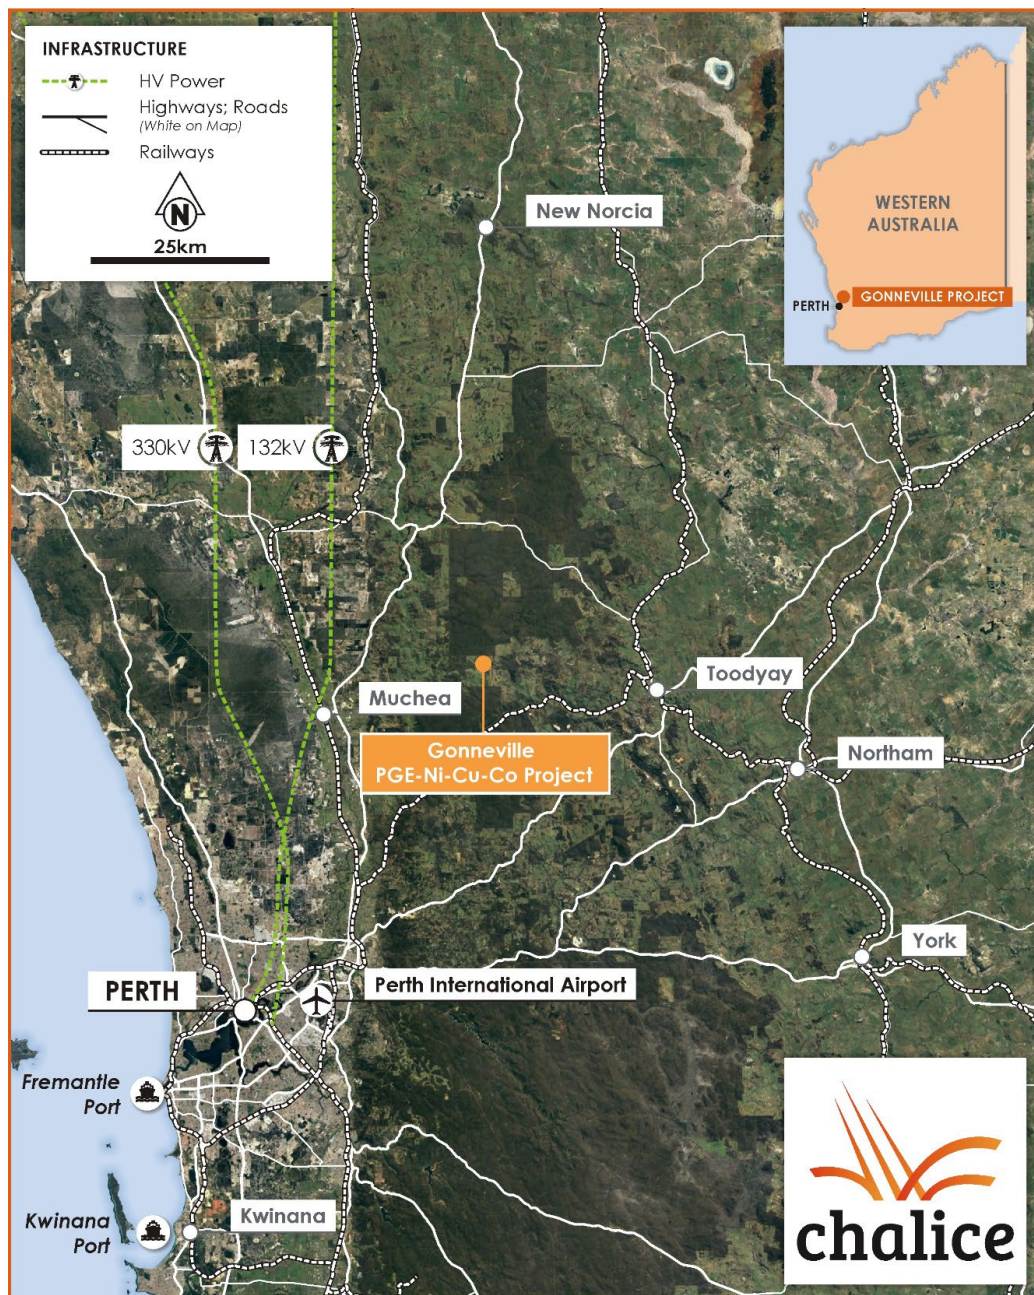 INFRASTRUCTURE
HV Power
Highways; Roads
(White on Map)
Railways
N
25km
New Norcia
WESTERN
AUSTRALIA
PERTH
GONNEVILLE PROJECT
330kV
132kV
Muchea
Toodyay
Gonneville
PGE-Ni-Cu-Co Project
Northam
York
PERTH
Perth International Airport
Fremantle
Port
Kwinana
Port
Kwinana
chalice